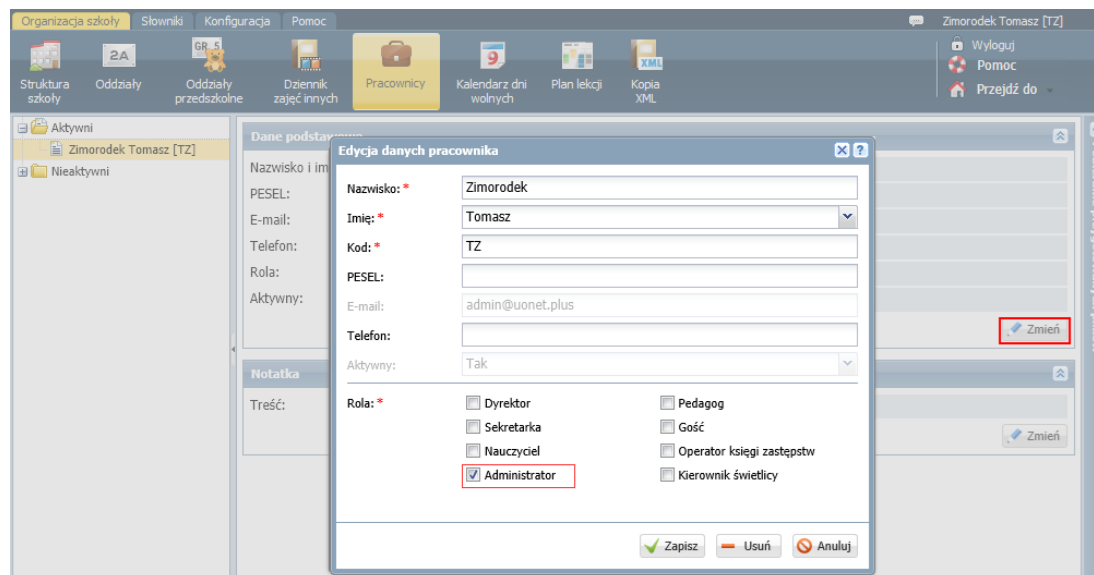 Organizacja szkoły Słowniki Konfiguracja Pomoc Zimorodek Tomasz [TZ]
Struktura szkoły
2A Oddziały
GR. 5 Oddziały przedszkolne
Dziennik zajęć innych
Pracownicy
9 Kalendarz dni wolnych
Plan lekcji
XML Kopia XML
Wyloguj
Pomoc
Przejdź do
Aktywni
Zimorodek Tomasz [TZ]
Nieaktywni
Dane podstaw
Nazwisko i im
PESEL:
E-mail:
Telefon:
Rola:
Aktywny:
Zmień
Notatka
Treść:
Zmień
Edycja danych pracownika
Nazwisko: * Zimorodek
Imię: * Tomasz
Kod: * TZ
PESEL:
E-mail: admin@uonet.plus
Telefon:
Aktywny: Tak
Rola: * Dyrektor Pedagog
Sekretarka Gość
Nauczyciel Operator księgi zastępstw
Administrator Kierownik świetlicy
Zapisz Usuń Anuluj